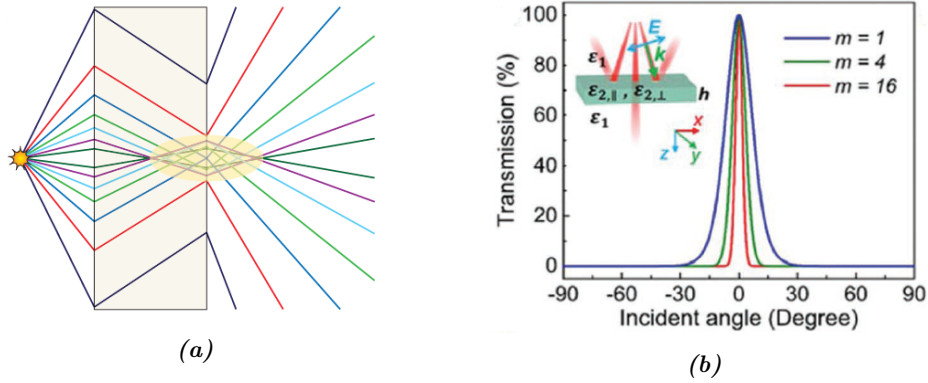 100
80
60
40
20
0
Transmission (%)
-90 -60 -30 0 30 60 90
Incident angle (Degree)
m = 1
m = 4
m = 16
E
k
ε₁
ε₂,∥ , ε₂,⊥
h
ε₁
x
y
z
(a)
(b)